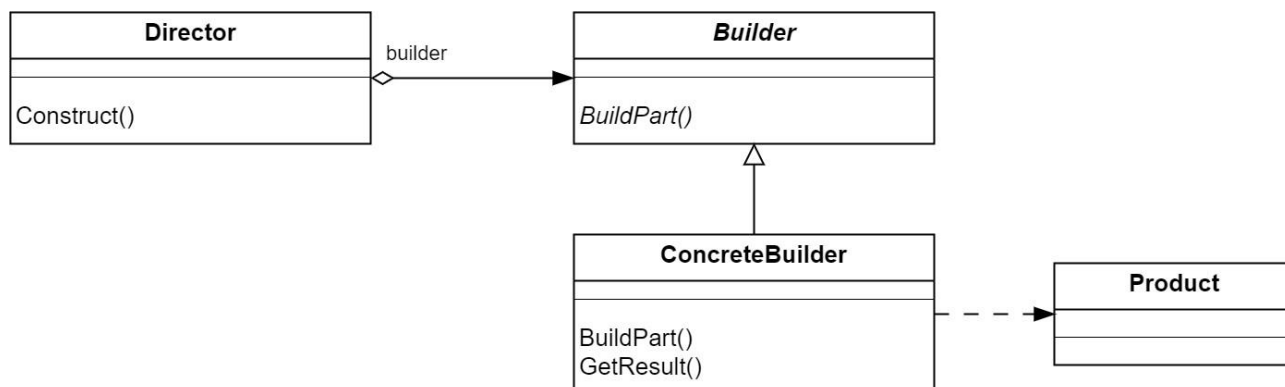 Director
Construct()
builder
Builder
BuildPart()
ConcreteBuilder
BuildPart()
GetResult()
Product